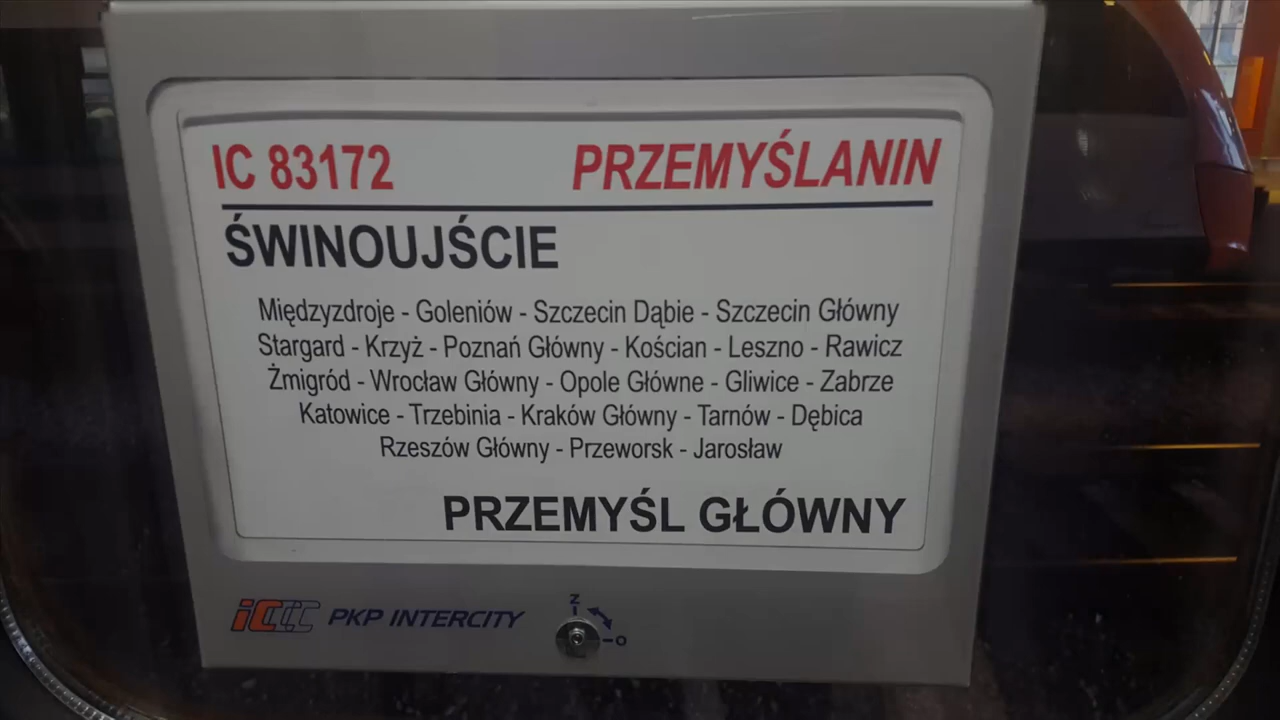 IC 83172 PRZEMYŚLANIN
ŚWINOUJŚCIE
Międzyzdroje - Goleniów - Szczecin Dąbie - Szczecin Główny
Stargard - Krzyż - Poznań Główny - Kościan - Leszno - Rawicz
Żmigród - Wrocław Główny - Opole Główne - Gliwice - Zabrze
Katowice - Trzebinia - Kraków Główny - Tarnów - Dębica
Rzeszów Główny - Przeworsk - Jarosław
PRZEMYŚL GŁÓWNY
iC PKP INTERCITY
Z
O